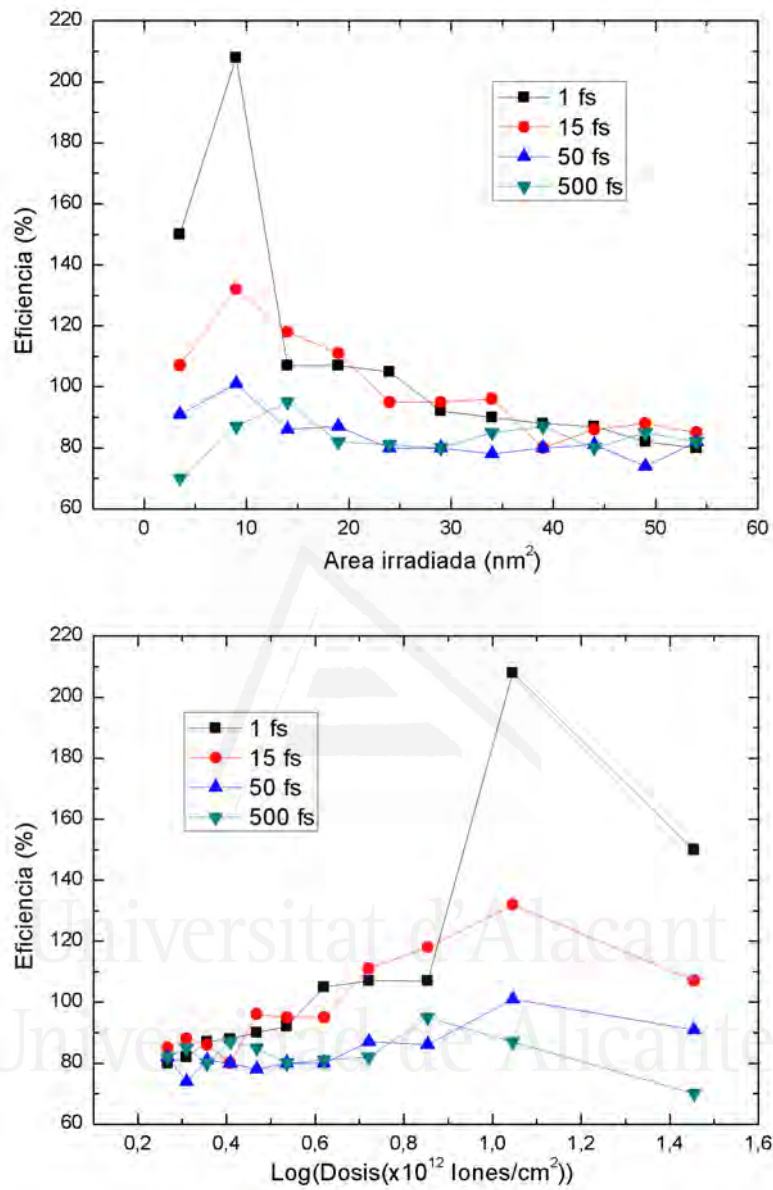 220
200
180
160
140
120
100
80
60
Eficiencia (%)
1 fs
15 fs
50 fs
500 fs
0
10
20
30
40
50
60
Area irradiada (nm²)
220
200
180
160
140
120
100
80
60
Eficiencia (%)
1 fs
15 fs
50 fs
500 fs
Universitat d'Alacant
Universidad de Alicante
0,2
0,4
0,6
0,8
1,0
1,2
1,4
1,6
Log(Dosis(x10¹² Iones/cm²))